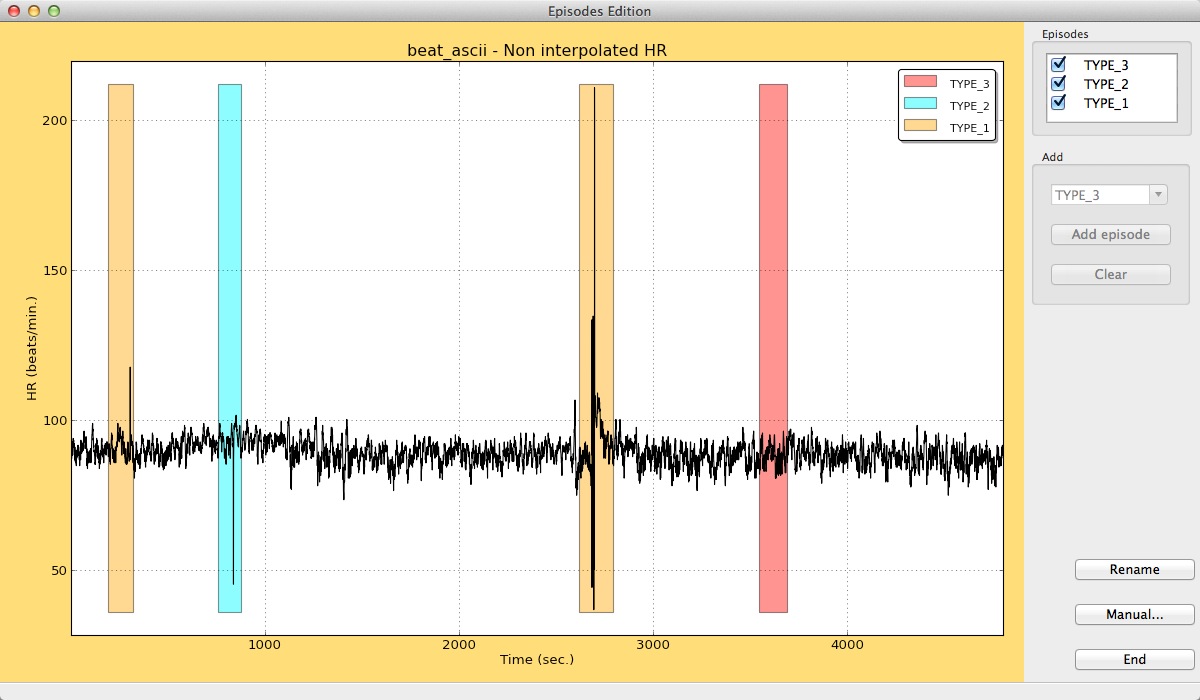 Episodes Edition
beat_ascii - Non interpolated HR
200
150
100
50
HR (beats/min.)
1000
2000
3000
4000
Time (sec.)
TYPE_3
TYPE_2
TYPE_1
Episodes
TYPE_3
TYPE_2
TYPE_1
Add
TYPE_3
Add episode
Clear
Rename
Manual...
End